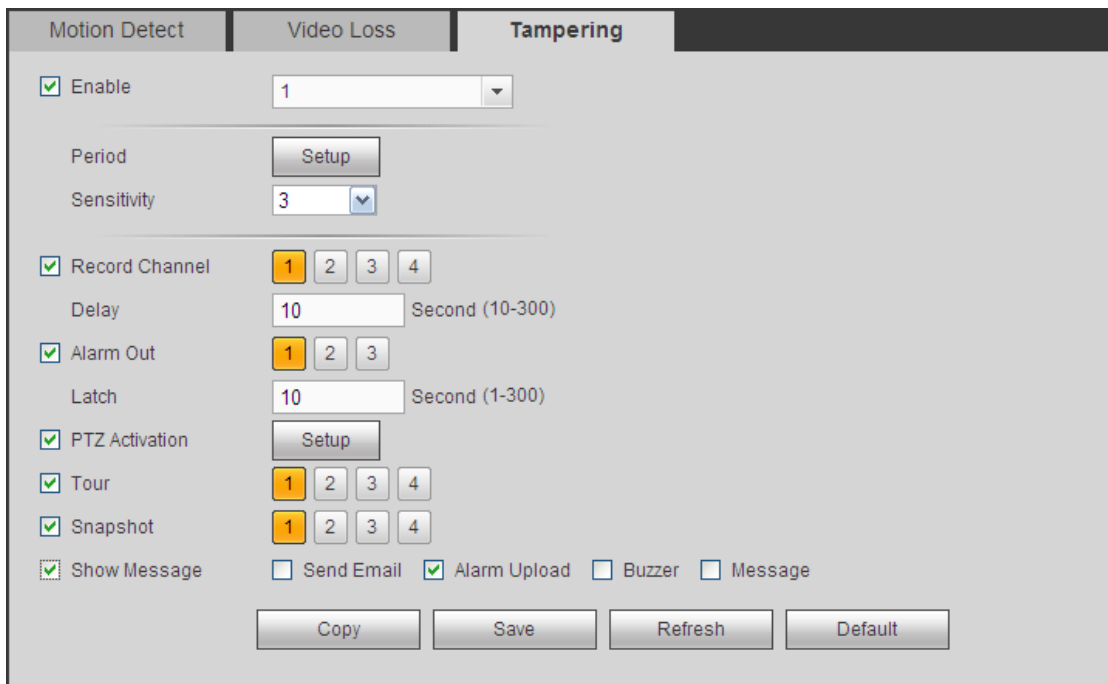 Motion Detect Video Loss Tampering
Enable 1
Period Setup
Sensitivity 3
Record Channel 1 2 3 4
Delay 10 Second (10-300)
Alarm Out 1 2 3
Latch 10 Second (1-300)
PTZ Activation Setup
Tour 1 2 3 4
Snapshot 1 2 3 4
Show Message Send Email Alarm Upload Buzzer Message
Copy Save Refresh Default